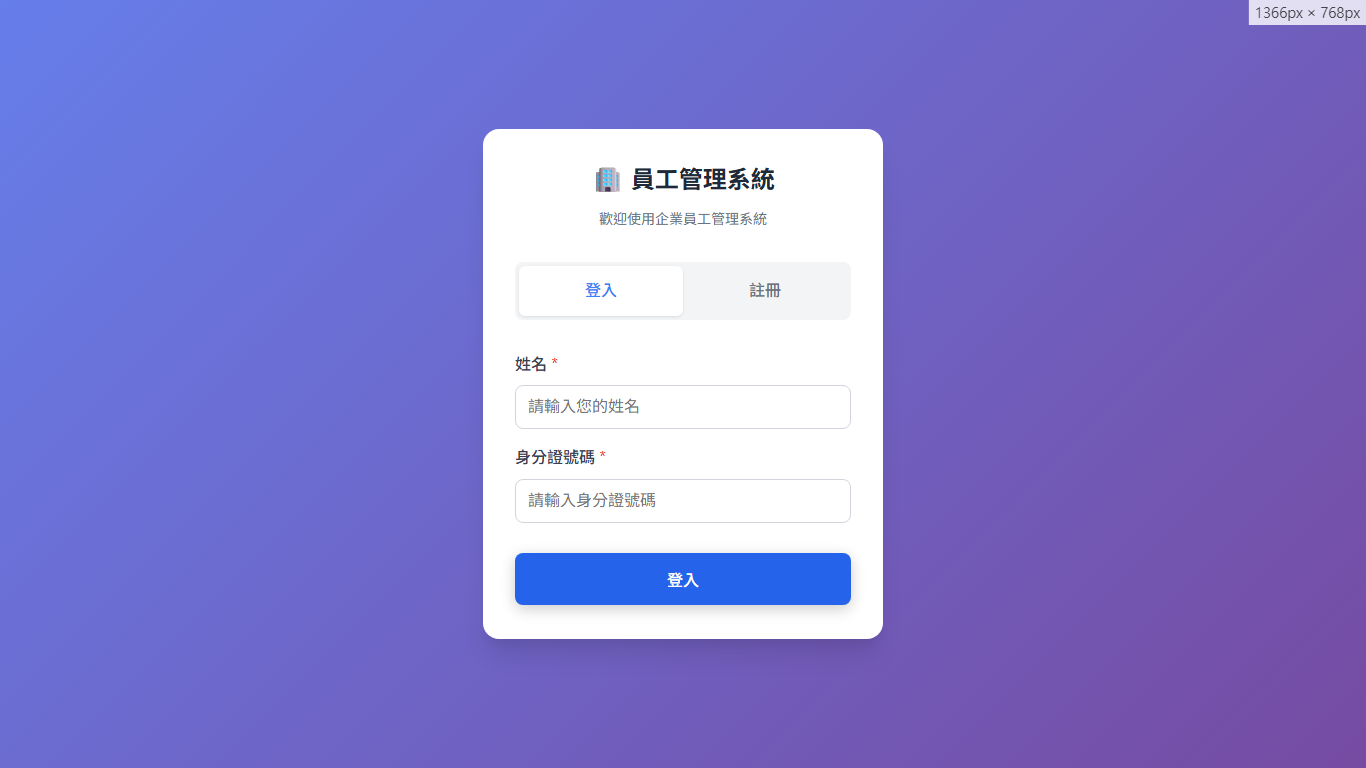 1366px × 768px
員工管理系統
歡迎使用企業員工管理系統
登入
註冊
姓名 *
請輸入您的姓名
身分證號碼 *
請輸入身分證號碼
登入